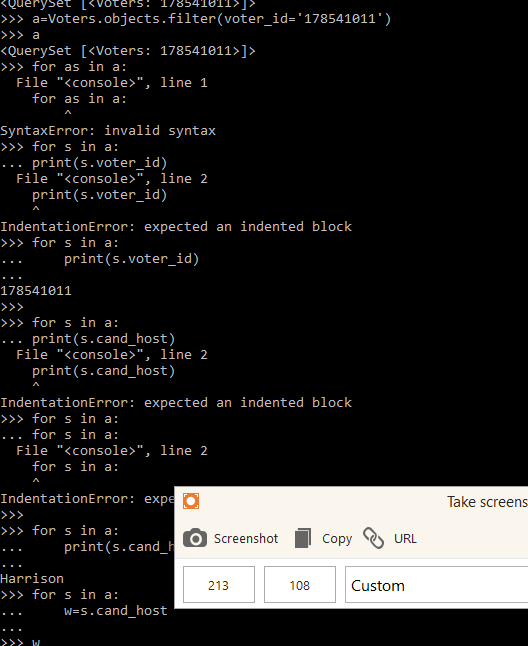 <QuerySet [<Voters: 178541011>]>
>>> a=Voters.objects.filter(voter_id='178541011')
>>> a
<QuerySet [<Voters: 178541011>]>
>>> for as in a:
  File "<console>", line 1
    for as in a:
        ^
SyntaxError: invalid syntax
>>> for s in a:
... print(s.voter_id)
  File "<console>", line 2
    print(s.voter_id)
    ^
IndentationError: expected an indented block
>>> for s in a:
...     print(s.voter_id)
...
178541011
>>>
>>> for s in a:
... print(s.cand_host)
  File "<console>", line 2
    print(s.cand_host)
    ^
IndentationError: expected an indented block
>>> for s in a:
... for s in a:
  File "<console>", line 2
    for s in a:
    ^
IndentationError: expe
>>>
>>> for s in a:
...     print(s.cand_h
...
Harrison
>>> for s in a:
...     w=s.cand_host
...
>>> w
Take screens
Screenshot Copy URL
213 108 Custom